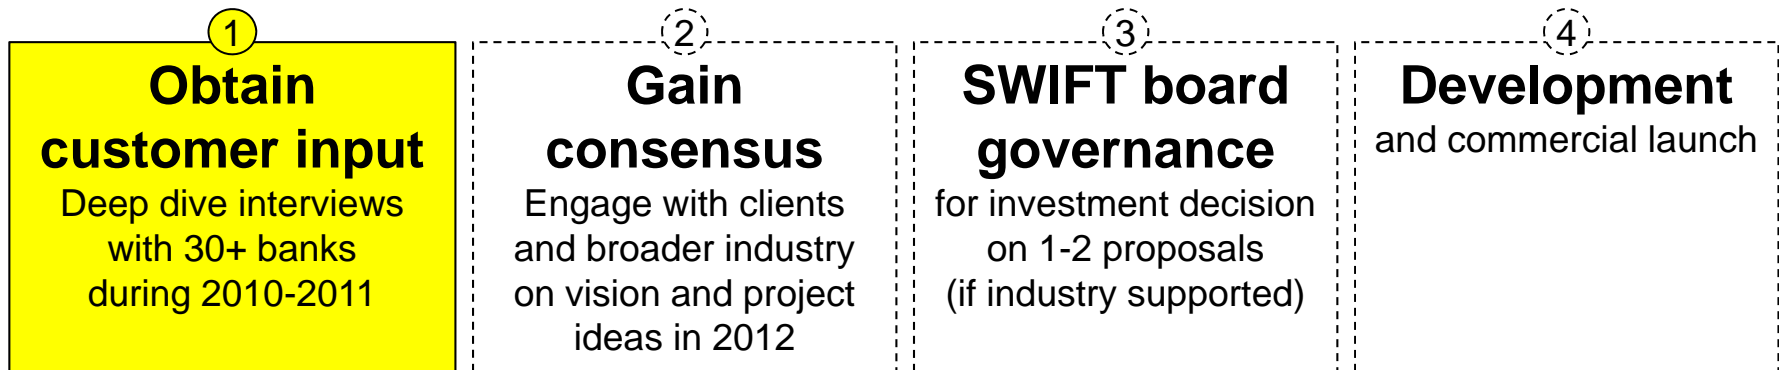 1
Obtain
customer input
Deep dive interviews
with 30+ banks
during 2010-2011
2
Gain
consensus
Engage with clients
and broader industry
on vision and project
ideas in 2012
3
SWIFT board
governance
for investment decision
on 1-2 proposals
(if industry supported)
4
Development
and commercial launch